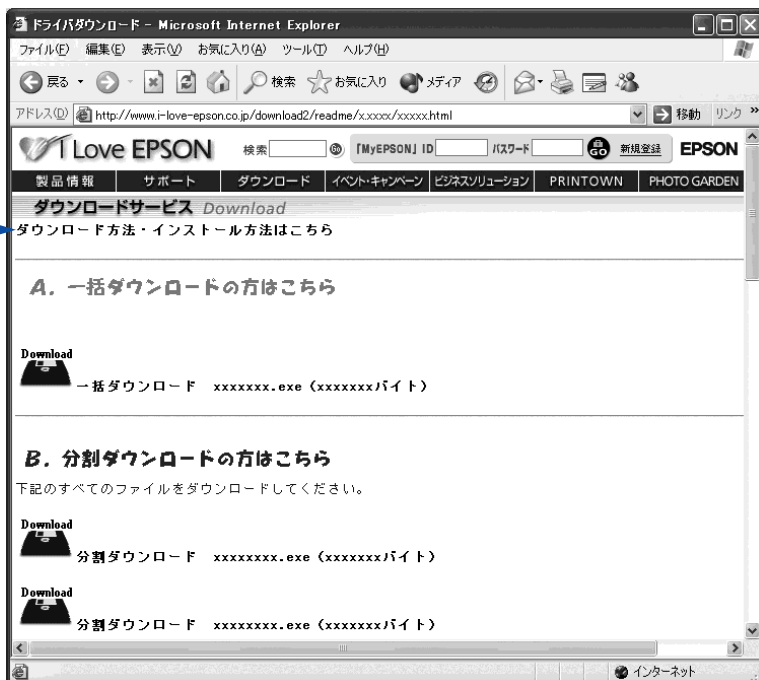 ドライバダウンロード - Microsoft Internet Explorer
ファイル(F) 編集(E) 表示(V) お気に入り(A) ツール(T) ヘルプ(H)
戻る 検索 お気に入り メディア
アドレス(D) http://www.i-love-epson.co.jp/download2/readme/x.xxxx/xxxxx.html 移動 リンク »
I Love EPSON 検索 Go 「MyEPSON」ID パスワード GO 新規登録 EPSON
製品情報 サポート ダウンロード イベント・キャンペーン ビジネスソリューション PRINTOWN PHOTO GARDEN
ダウンロードサービス Download
ダウンロード方法・インストール方法はこちら
A. 一括ダウンロードの方はこちら
Download
一括ダウンロード xxxxxxx.exe (xxxxxxxバイト)
B. 分割ダウンロードの方はこちら
下記のすべてのファイルをダウンロードしてください。
Download
分割ダウンロード xxxxxxxx.exe (xxxxxxxバイト)
Download
分割ダウンロード xxxxxxxx.exe (xxxxxxxバイト)
インターネット